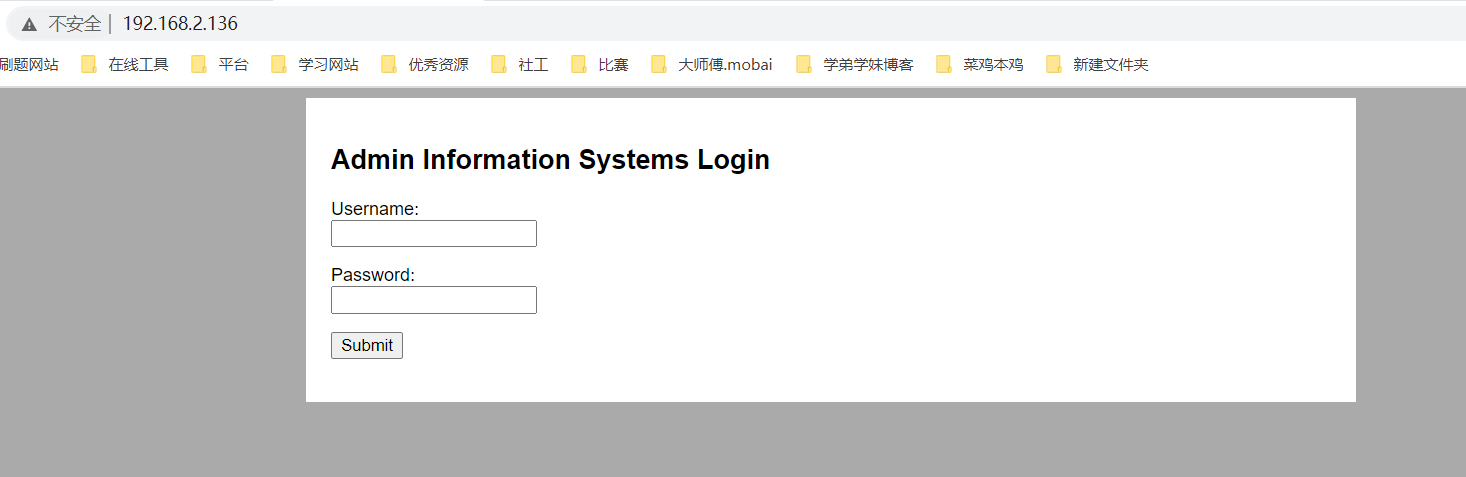 不安全 192.168.2.136
刷题网站 在线工具 平台 学习网站 优秀资源 社工 比赛 大师傅.mobai 学弟学妹博客 菜鸡本鸡 新建文件夹
Admin Information Systems Login
Username:
Password:
Submit